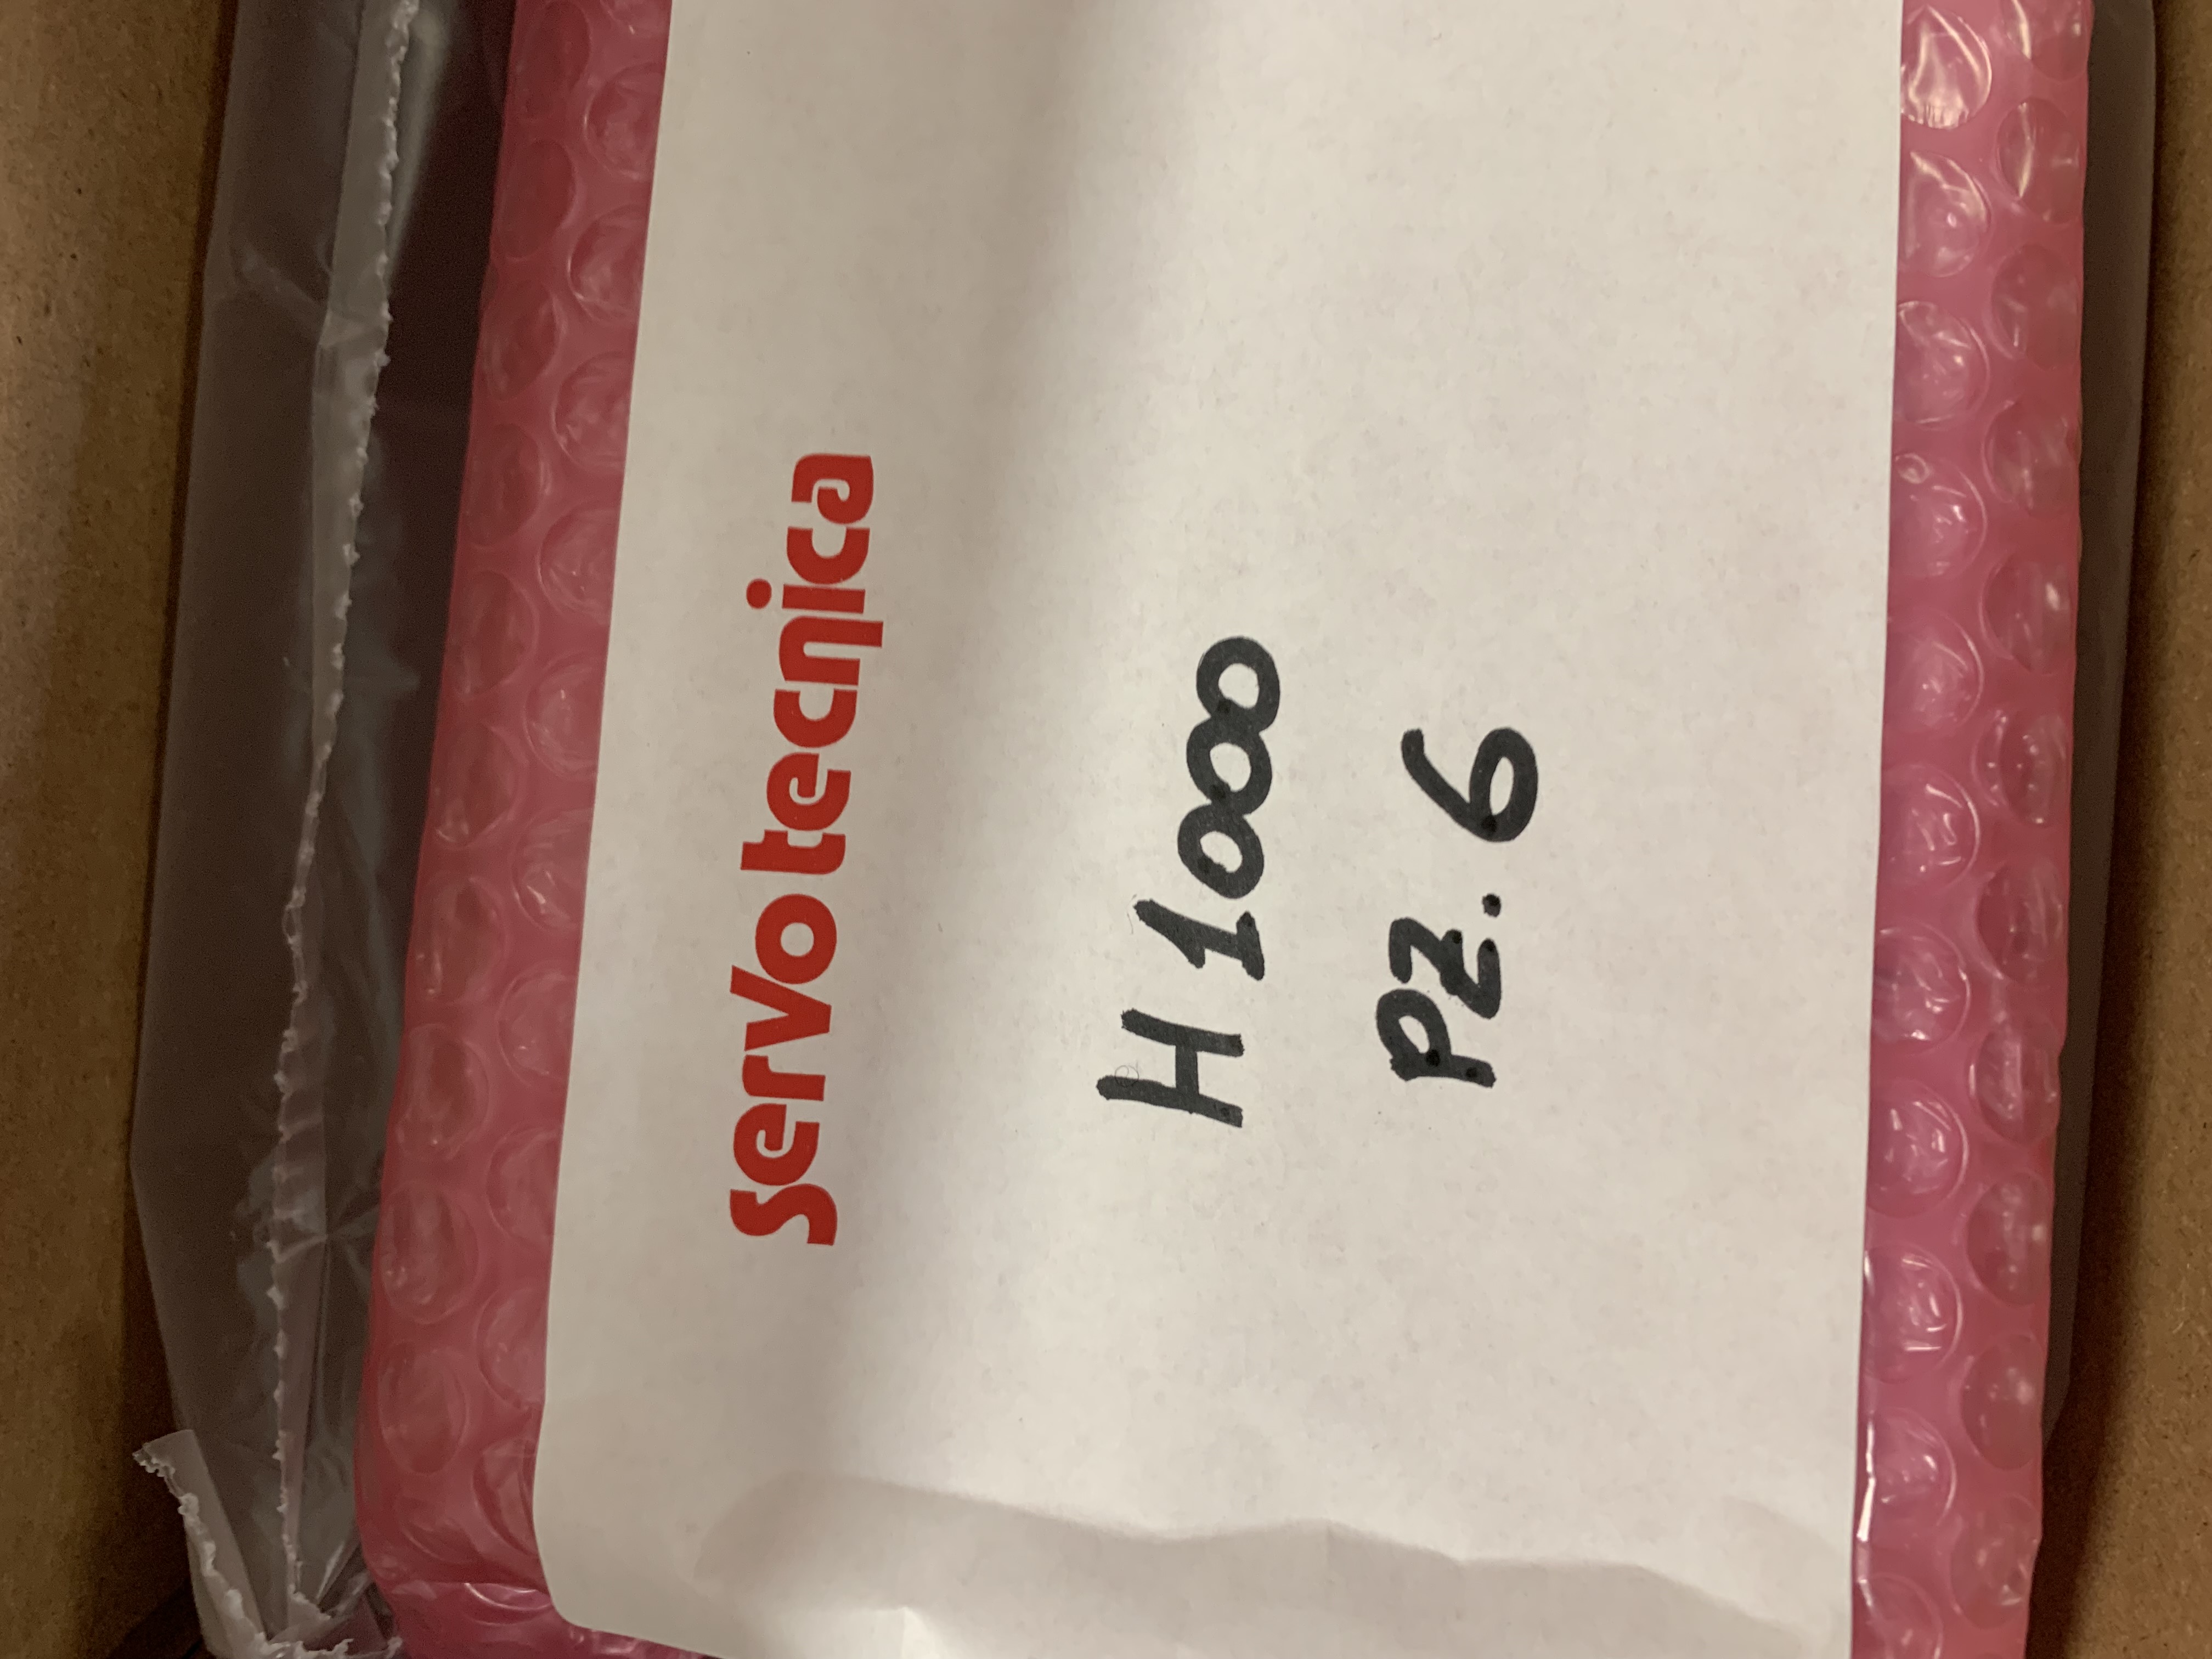 servotecnica
H 1000
PZ. 6